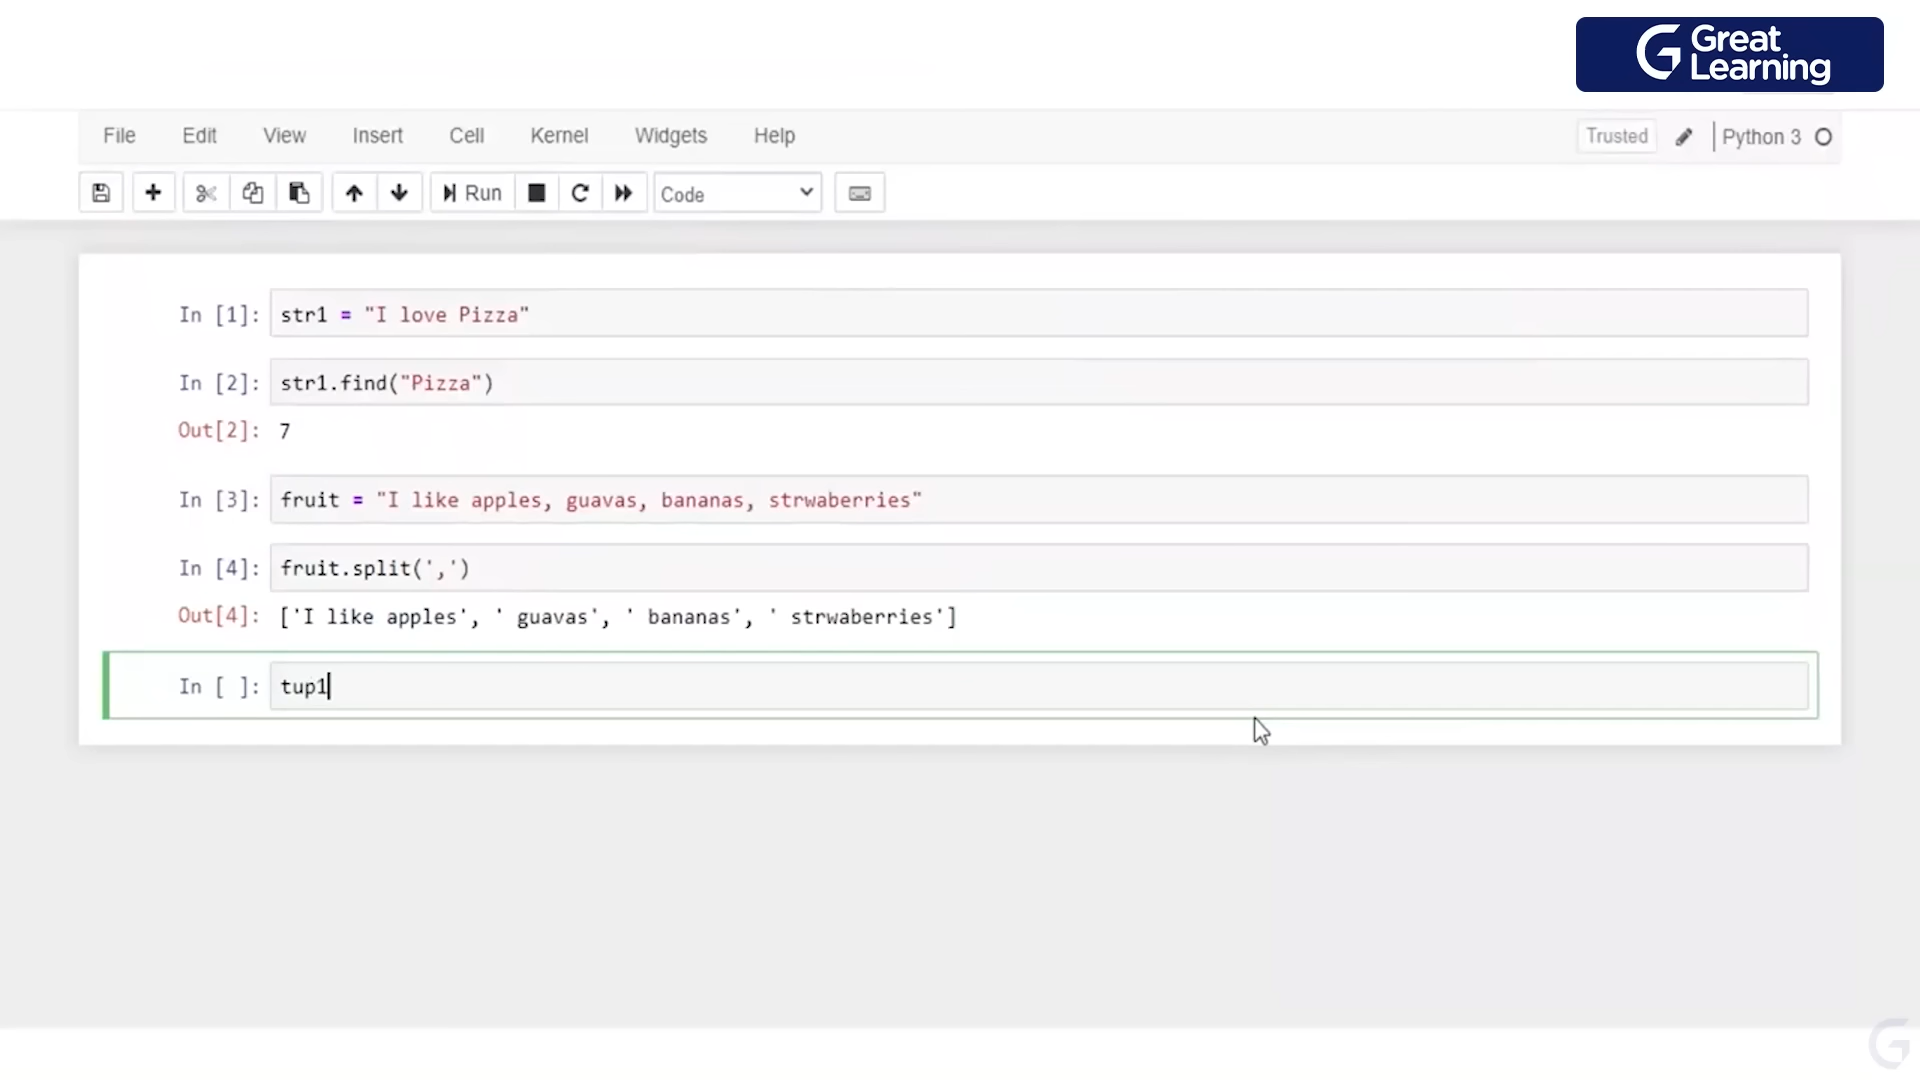 Great
Learning
File Edit View Insert Cell Kernel Widgets Help Trusted Python 3
Run Code
In [1]: str1 = "I love Pizza"
In [2]: str1.find("Pizza")
Out[2]: 7
In [3]: fruit = "I like apples, guavas, bananas, strwaberries"
In [4]: fruit.split(',')
Out[4]: ['I like apples', ' guavas', ' bananas', ' strwaberries']
In [ ]: tup1